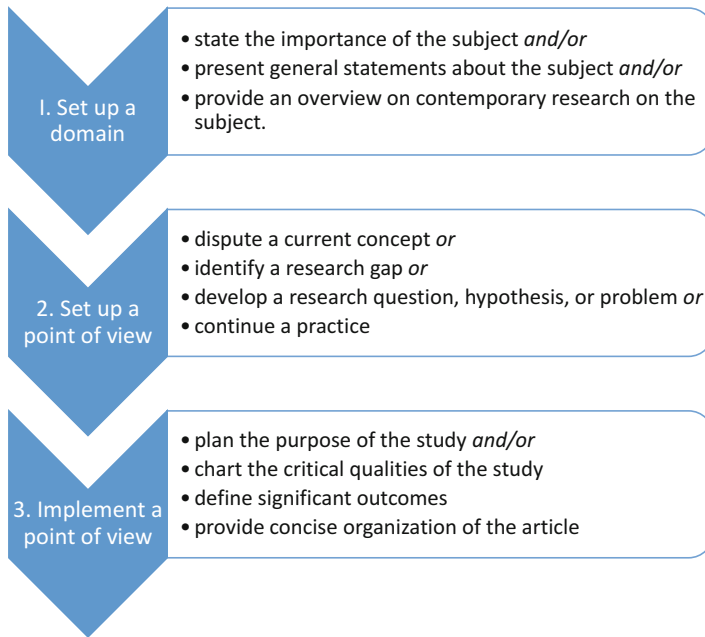 I. Set up a
domain
• state the importance of the subject and/or
• present general statements about the subject and/or
• provide an overview on contemporary research on the
subject.
2. Set up a
point of view
• dispute a current concept or
• identify a research gap or
• develop a research question, hypothesis, or problem or
• continue a practice
3. Implement a
point of view
• plan the purpose of the study and/or
• chart the critical qualities of the study
• define significant outcomes
• provide concise organization of the article